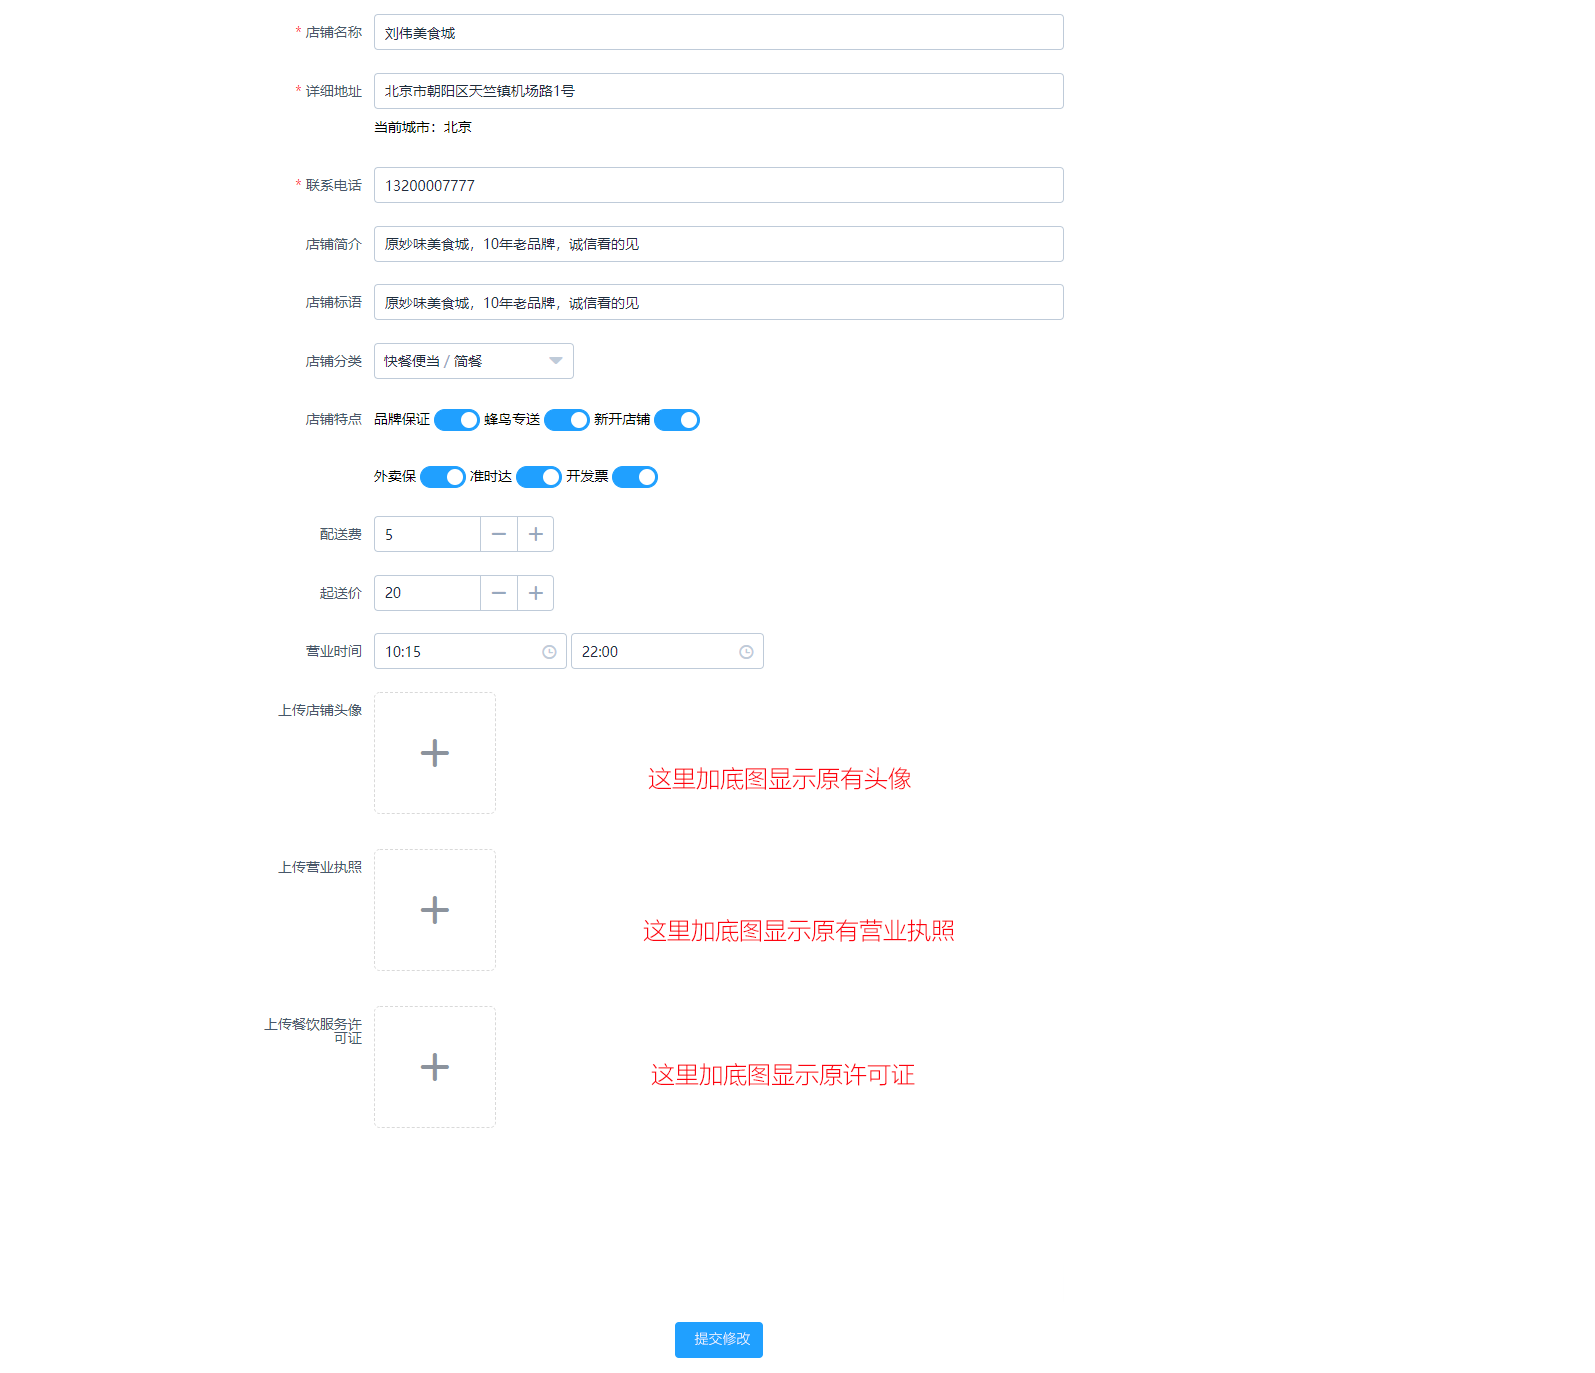 * 店铺名称 刘伟美食城
* 详细地址 北京市朝阳区天竺镇机场路1号
当前城市：北京
* 联系电话 13200007777
店铺简介 原妙味美食城，10年老品牌，诚信看的见
店铺标语 原妙味美食城，10年老品牌，诚信看的见
店铺分类 快餐便当 / 简餐
店铺特点 品牌保证 蜂鸟专送 新开店铺
外卖保 准时达 开发票
配送费 5
起送价 20
营业时间 10:15 22:00
上传店铺头像
这里加底图显示原有头像
上传营业执照
这里加底图显示原有营业执照
上传餐饮服务许
可证
这里加底图显示原许可证
提交修改